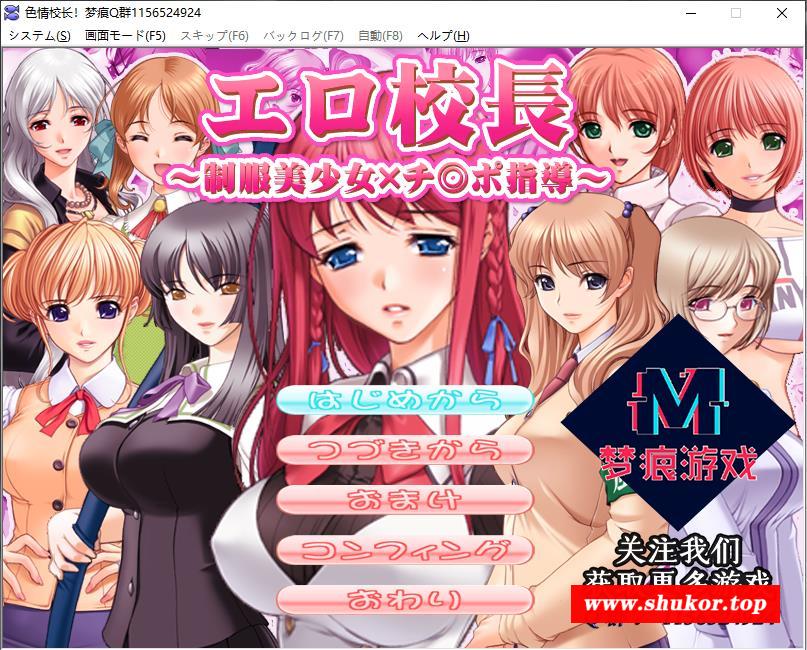 色情校长！梦痕Q群1156524924
システム(S) 画面モード(F5) スキップ(F6) バックログ(F7) 自動(F8) ヘルプ(H)
エロ校長
～制服美少女×チ◎ポ指導～
はじめから
つづきから
おまけ
コンフィング
おわり
M
梦痕游戏
关注我们
获取更多游戏
www.shukor.top